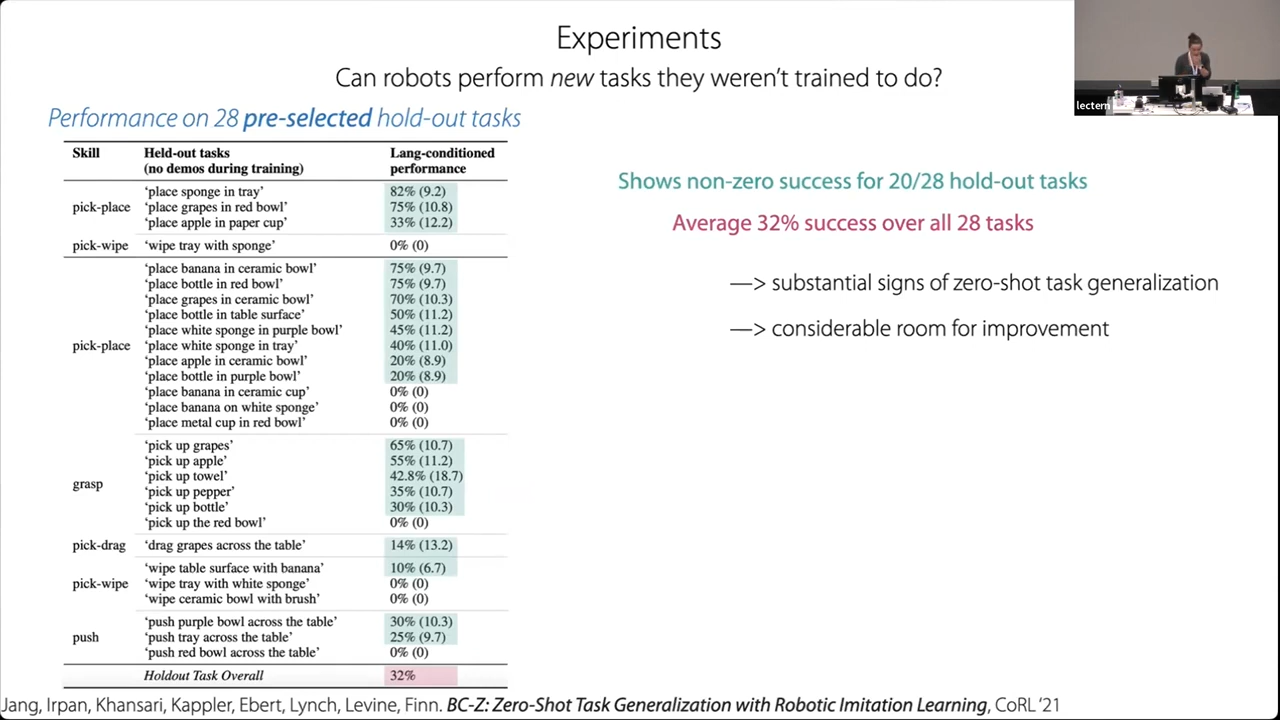 Experiments
Can robots perform new tasks they weren't trained to do?
lectern
Performance on 28 pre-selected hold-out tasks
Skill Held-out tasks (no demos during training) Lang-conditioned performance
pick-place 'place sponge in tray' 82% (9.2)
'place grapes in red bowl' 75% (10.8)
'place apple in paper cup' 33% (12.2)
pick-wipe 'wipe tray with sponge' 0% (0)
pick-place 'place banana in ceramic bowl' 75% (9.7)
'place bottle in red bowl' 75% (9.7)
'place grapes in ceramic bowl' 70% (10.3)
'place bottle in table surface' 50% (11.2)
'place white sponge in purple bowl' 45% (11.2)
'place white sponge in tray' 40% (11.0)
'place apple in ceramic bowl' 20% (8.9)
'place bottle in purple bowl' 20% (8.9)
'place banana in ceramic cup' 0% (0)
'place banana on white sponge' 0% (0)
'place metal cup in red bowl' 0% (0)
grasp 'pick up grapes' 65% (10.7)
'pick up apple' 55% (11.2)
'pick up towel' 42.8% (18.7)
'pick up pepper' 35% (10.7)
'pick up bottle' 30% (10.3)
'pick up the red bowl' 0% (0)
pick-drag 'drag grapes across the table' 14% (13.2)
pick-wipe 'wipe table surface with banana' 10% (6.7)
'wipe tray with white sponge' 0% (0)
'wipe ceramic bowl with brush' 0% (0)
push 'push purple bowl across the table' 30% (10.3)
'push tray across the table' 25% (9.7)
'push red bowl across the table' 0% (0)
Holdout Task Overall 32%
Shows non-zero success for 20/28 hold-out tasks
Average 32% success over all 28 tasks
—> substantial signs of zero-shot task generalization
—> considerable room for improvement
Jang, Irpan, Khansari, Kappler, Ebert, Lynch, Levine, Finn. BC-Z: Zero-Shot Task Generalization with Robotic Imitation Learning, CoRL '21